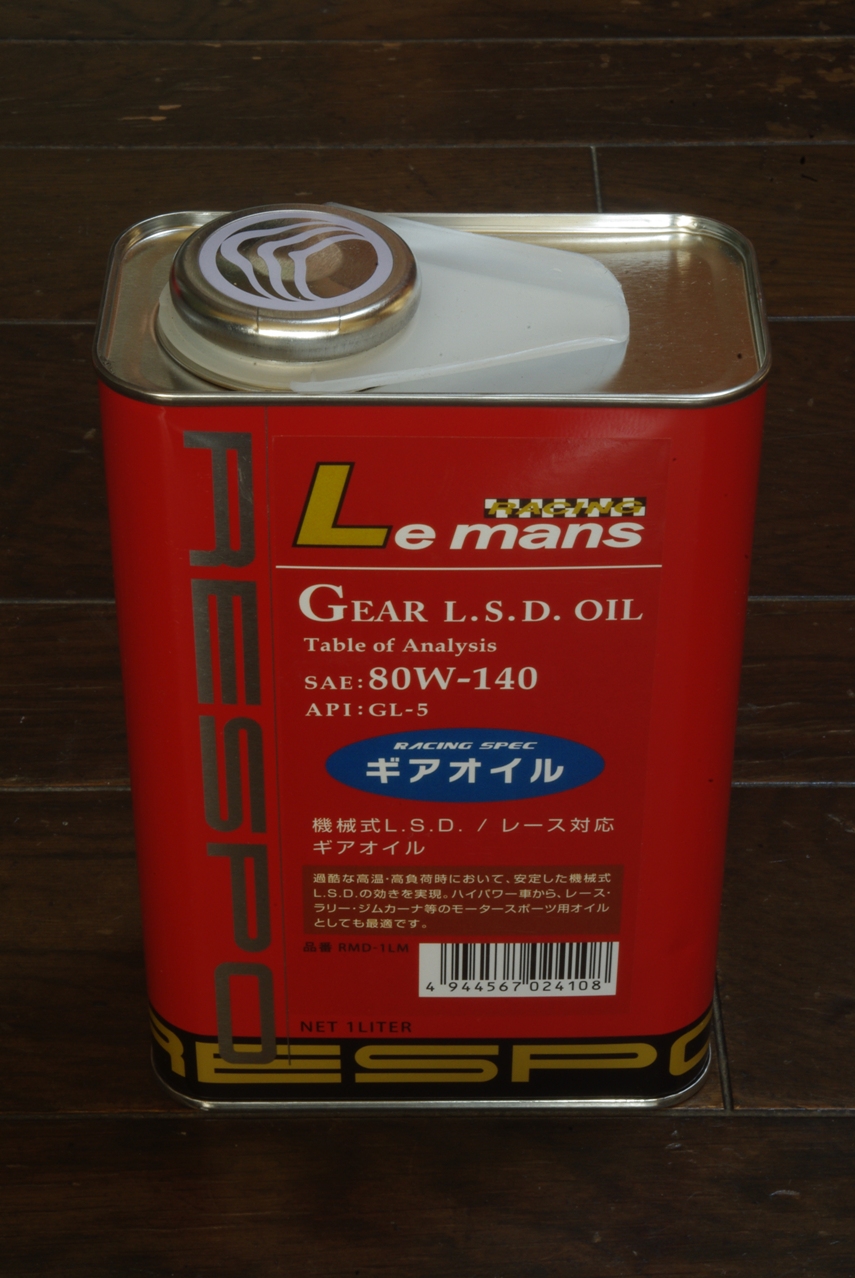 RESPO
RACING
Le mans
GEAR L.S.D. OIL
Table of Analysis
SAE:80W-140
API:GL-5
RACING SPEC
ギアオイル
機械式L.S.D. / レース対応
ギアオイル
過酷な高温・高負荷時において、安定した機械式
L.S.D.の効きを実現。ハイパワー車から、レース・
ラリー・ジムカーナ等のモータースポーツ用オイル
としても最適です。
品番 RMD-1LM
4 944567 024108
NET 1LITER
RESPO